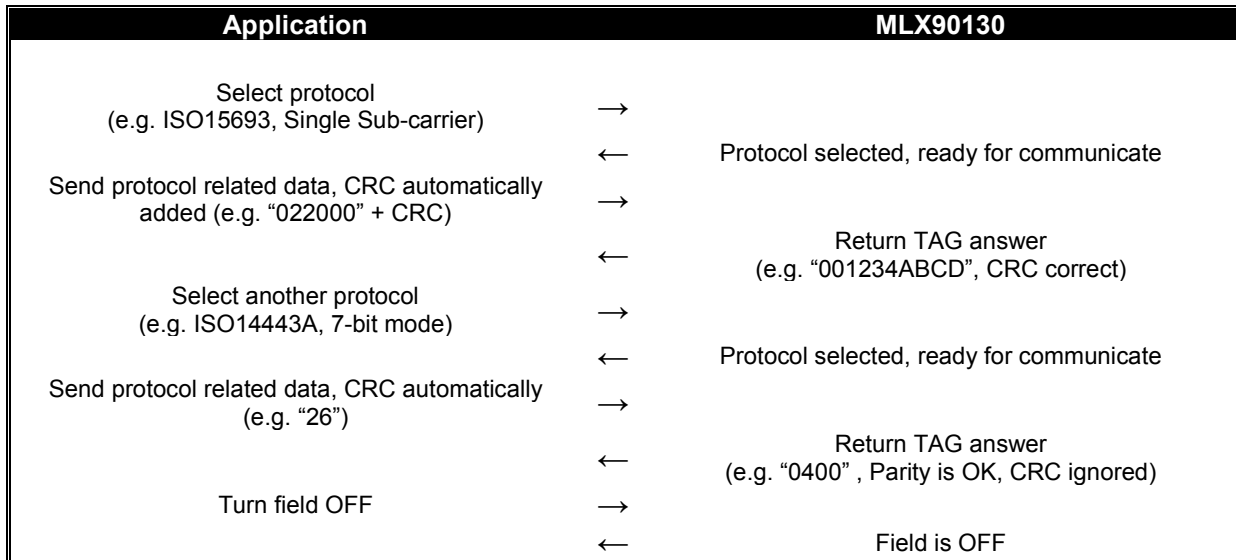 Application MLX90130
Select protocol
(e.g. ISO15693, Single Sub-carrier) →
← Protocol selected, ready for communicate
Send protocol related data, CRC automatically
added (e.g. “022000” + CRC) →
← Return TAG answer
(e.g. “001234ABCD”, CRC correct)
Select another protocol
(e.g. ISO14443A, 7-bit mode) →
← Protocol selected, ready for communicate
Send protocol related data, CRC automatically
(e.g. “26”) →
← Return TAG answer
(e.g. “0400” , Parity is OK, CRC ignored)
Turn field OFF →
← Field is OFF